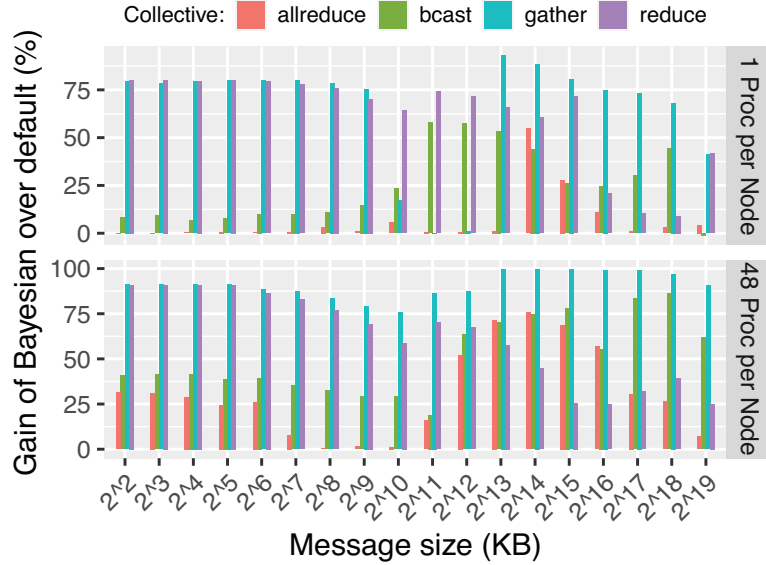 Collective: allreduce bcast gather reduce
Gain of Bayesian over default (%)
75
50
25
0
1 Proc per Node
100
75
50
25
0
48 Proc per Node
2^2 2^3 2^4 2^5 2^6 2^7 2^8 2^9 2^10 2^11 2^12 2^13 2^14 2^15 2^16 2^17 2^18 2^19
Message size (KB)